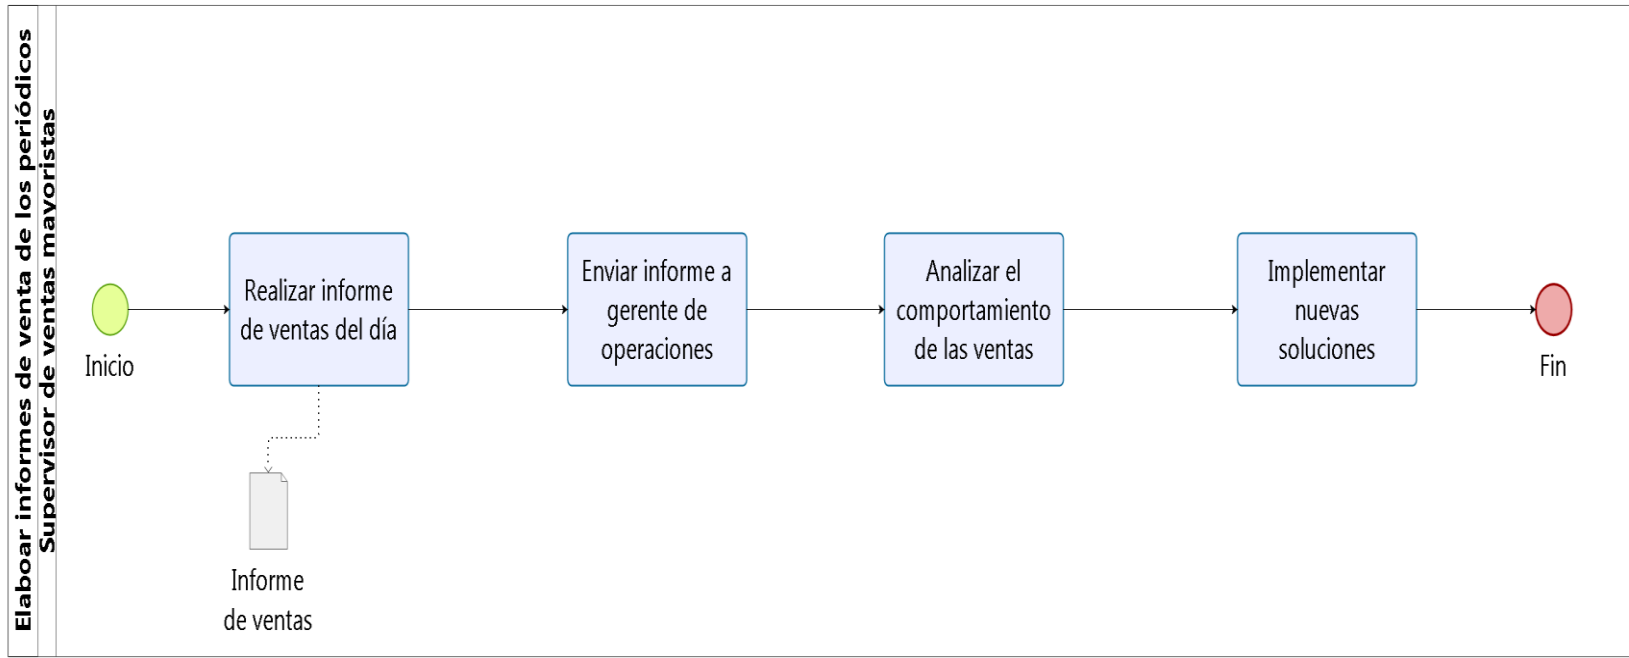 Elaboar informes de venta de los periódicos
Supervisor de ventas mayoristas
Inicio
Realizar informe
de ventas del día
Informe
de ventas
Enviar informe a
gerente de
operaciones
Analizar el
comportamiento
de las ventas
Implementar
nuevas
soluciones
Fin